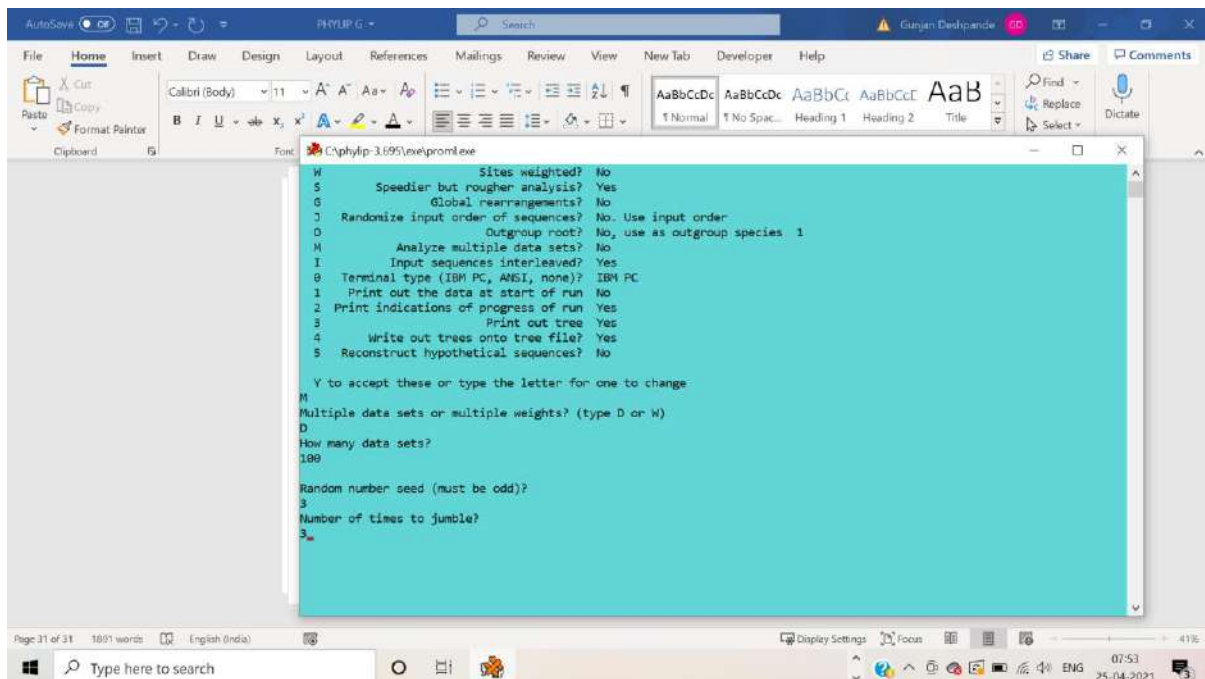 AutoSave Off PHYLIP G Search Gunjan Deshpande GD
File Home Insert Draw Design Layout References Mailings Review View New Tab Developer Help Share Comments
Paste Cut Copy Format Painter
Calibri (Body) 11 A^ Aˇ Aa
B I U ab x, x² A A
AaBbCcDc AaBbCcDc AaBbCc AaBbCcE AaB
¶ Normal ¶ No Spac... Heading 1 Heading 2 Title
Find Replace Select Dictate
Clipboard Font
C:\phylip-3.695\exe\proml.exe
W Sites weighted? No
S Speedier but rougher analysis? Yes
G Global rearrangements? No
J Randomize input order of sequences? No. Use input order
O Outgroup root? No, use as outgroup species 1
M Analyze multiple data sets? No
I Input sequences interleaved? Yes
0 Terminal type (IBM PC, ANSI, none)? IBM PC
1 Print out the data at start of run No
2 Print indications of progress of run Yes
3 Print out tree Yes
4 Write out trees onto tree file? Yes
5 Reconstruct hypothetical sequences? No
Y to accept these or type the letter for one to change
M
Multiple data sets or multiple weights? (type D or W)
D
How many data sets?
100
Random number seed (must be odd)?
3
Number of times to jumble?
3
Page 31 of 31 1891 words English (India) Display Settings Focus 41%
Type here to search ENG 07:53
25-04-2021